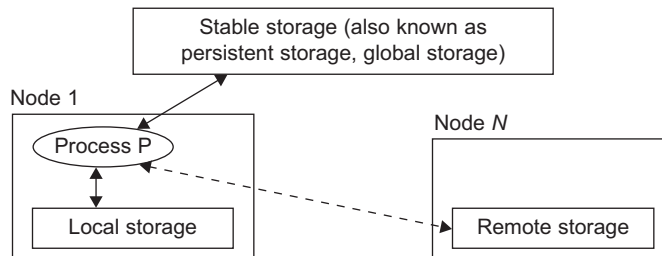 Stable storage (also known as
persistent storage, global storage)
Node 1
Process P
Local storage
Node N
Remote storage